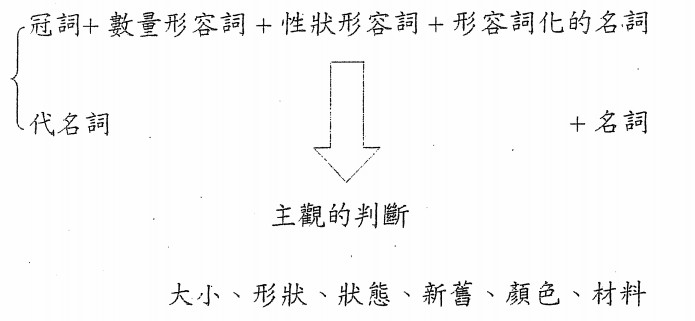 冠詞+ 數量形容詞 + 性狀形容詞 + 形容詞化的名詞
代名詞 + 名詞
主觀的判斷
大小、形狀、狀態、新舊、顏色、材料